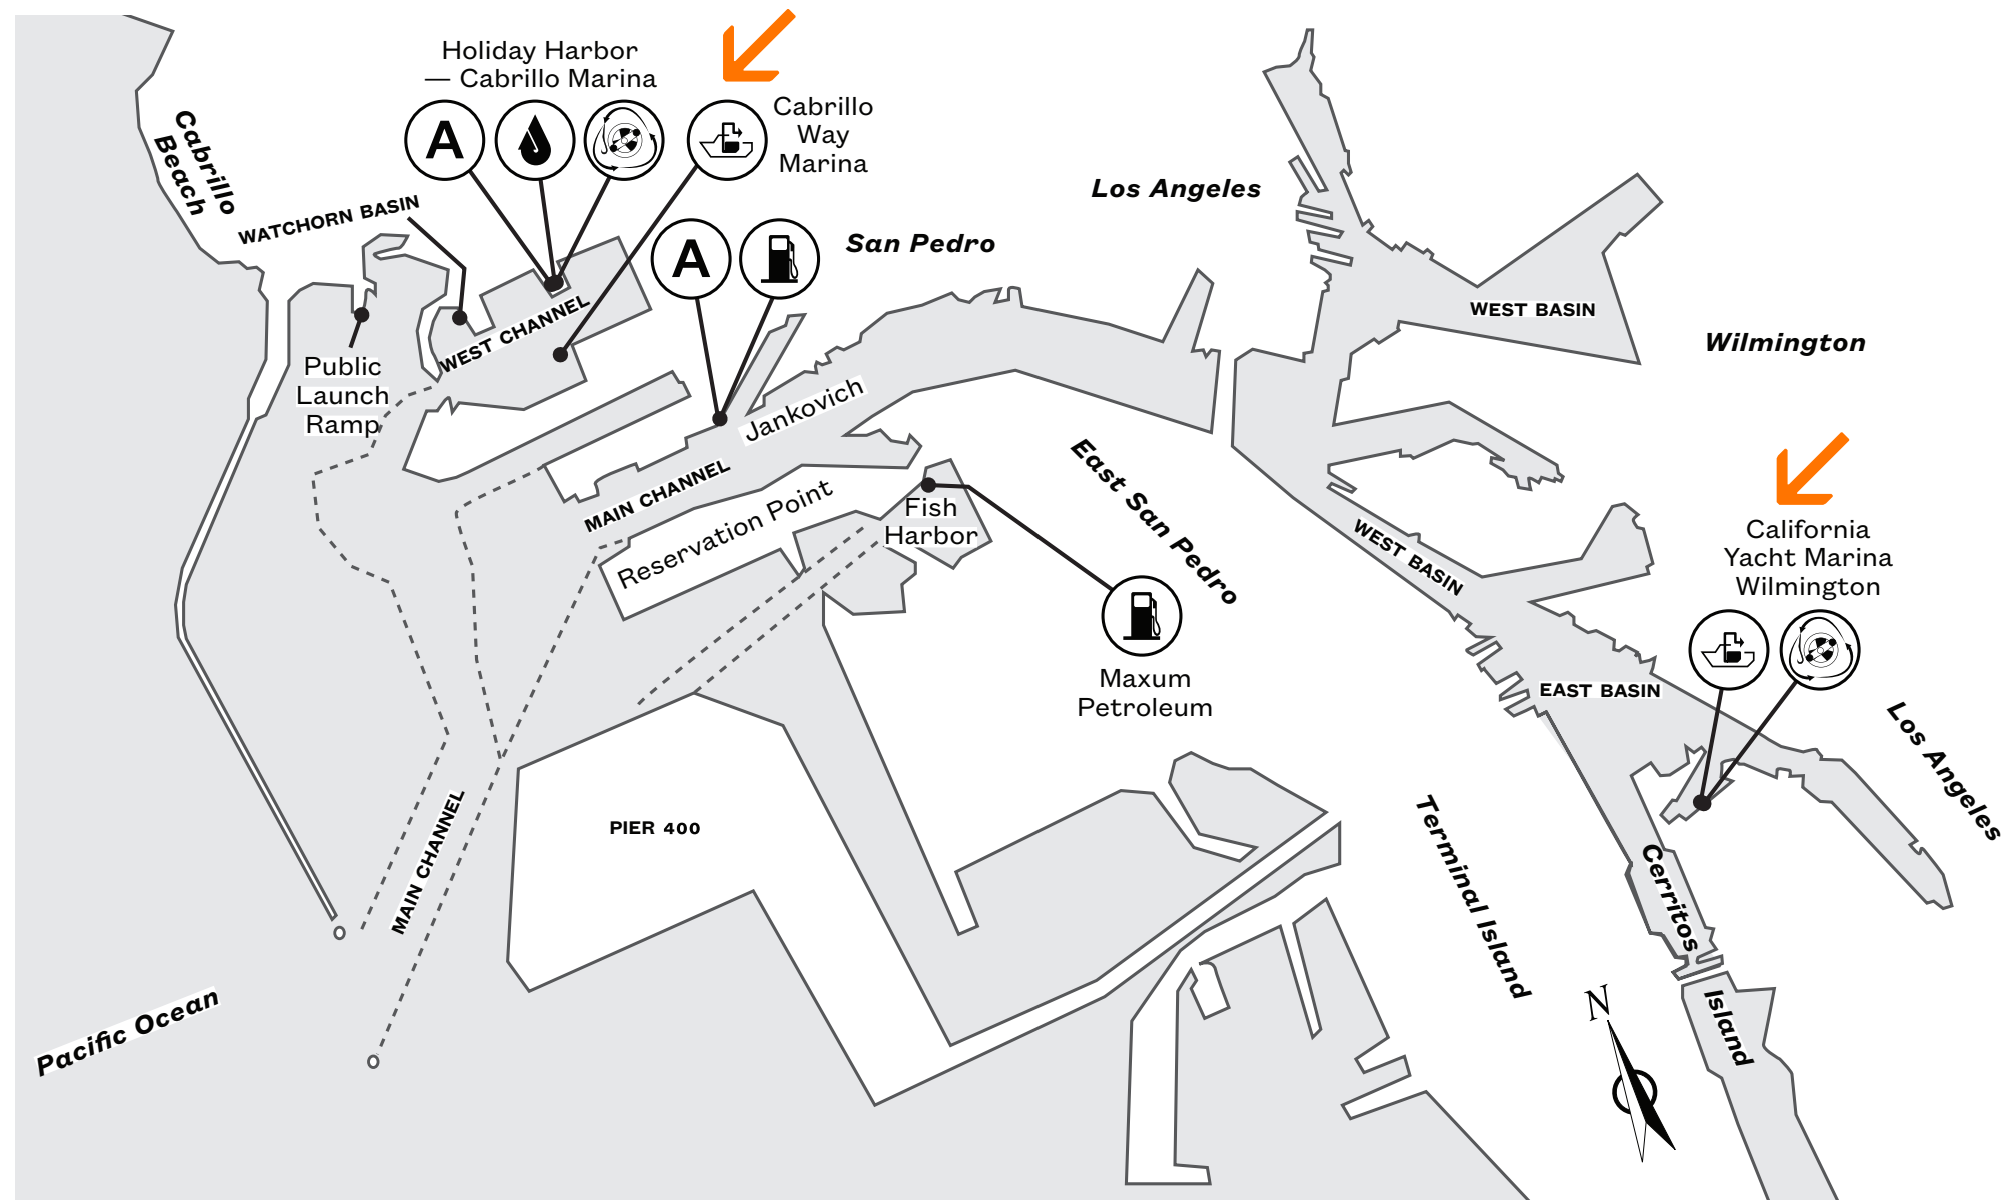 Holiday Harbor
— Cabrillo Marina
A
Cabrillo
Way
Marina
Cabrillo
Beach
WATCHORN BASIN
A
San Pedro
Los Angeles
WEST CHANNEL
Public
Launch
Ramp
Jankovich
MAIN CHANNEL
Reservation Point
Fish
Harbor
East San Pedro
Maxum
Petroleum
WEST BASIN
Wilmington
WEST BASIN
California
Yacht Marina
Wilmington
EAST BASIN
Los Angeles
PIER 400
MAIN CHANNEL
Terminal Island
Cerritos
Island
Pacific Ocean
N